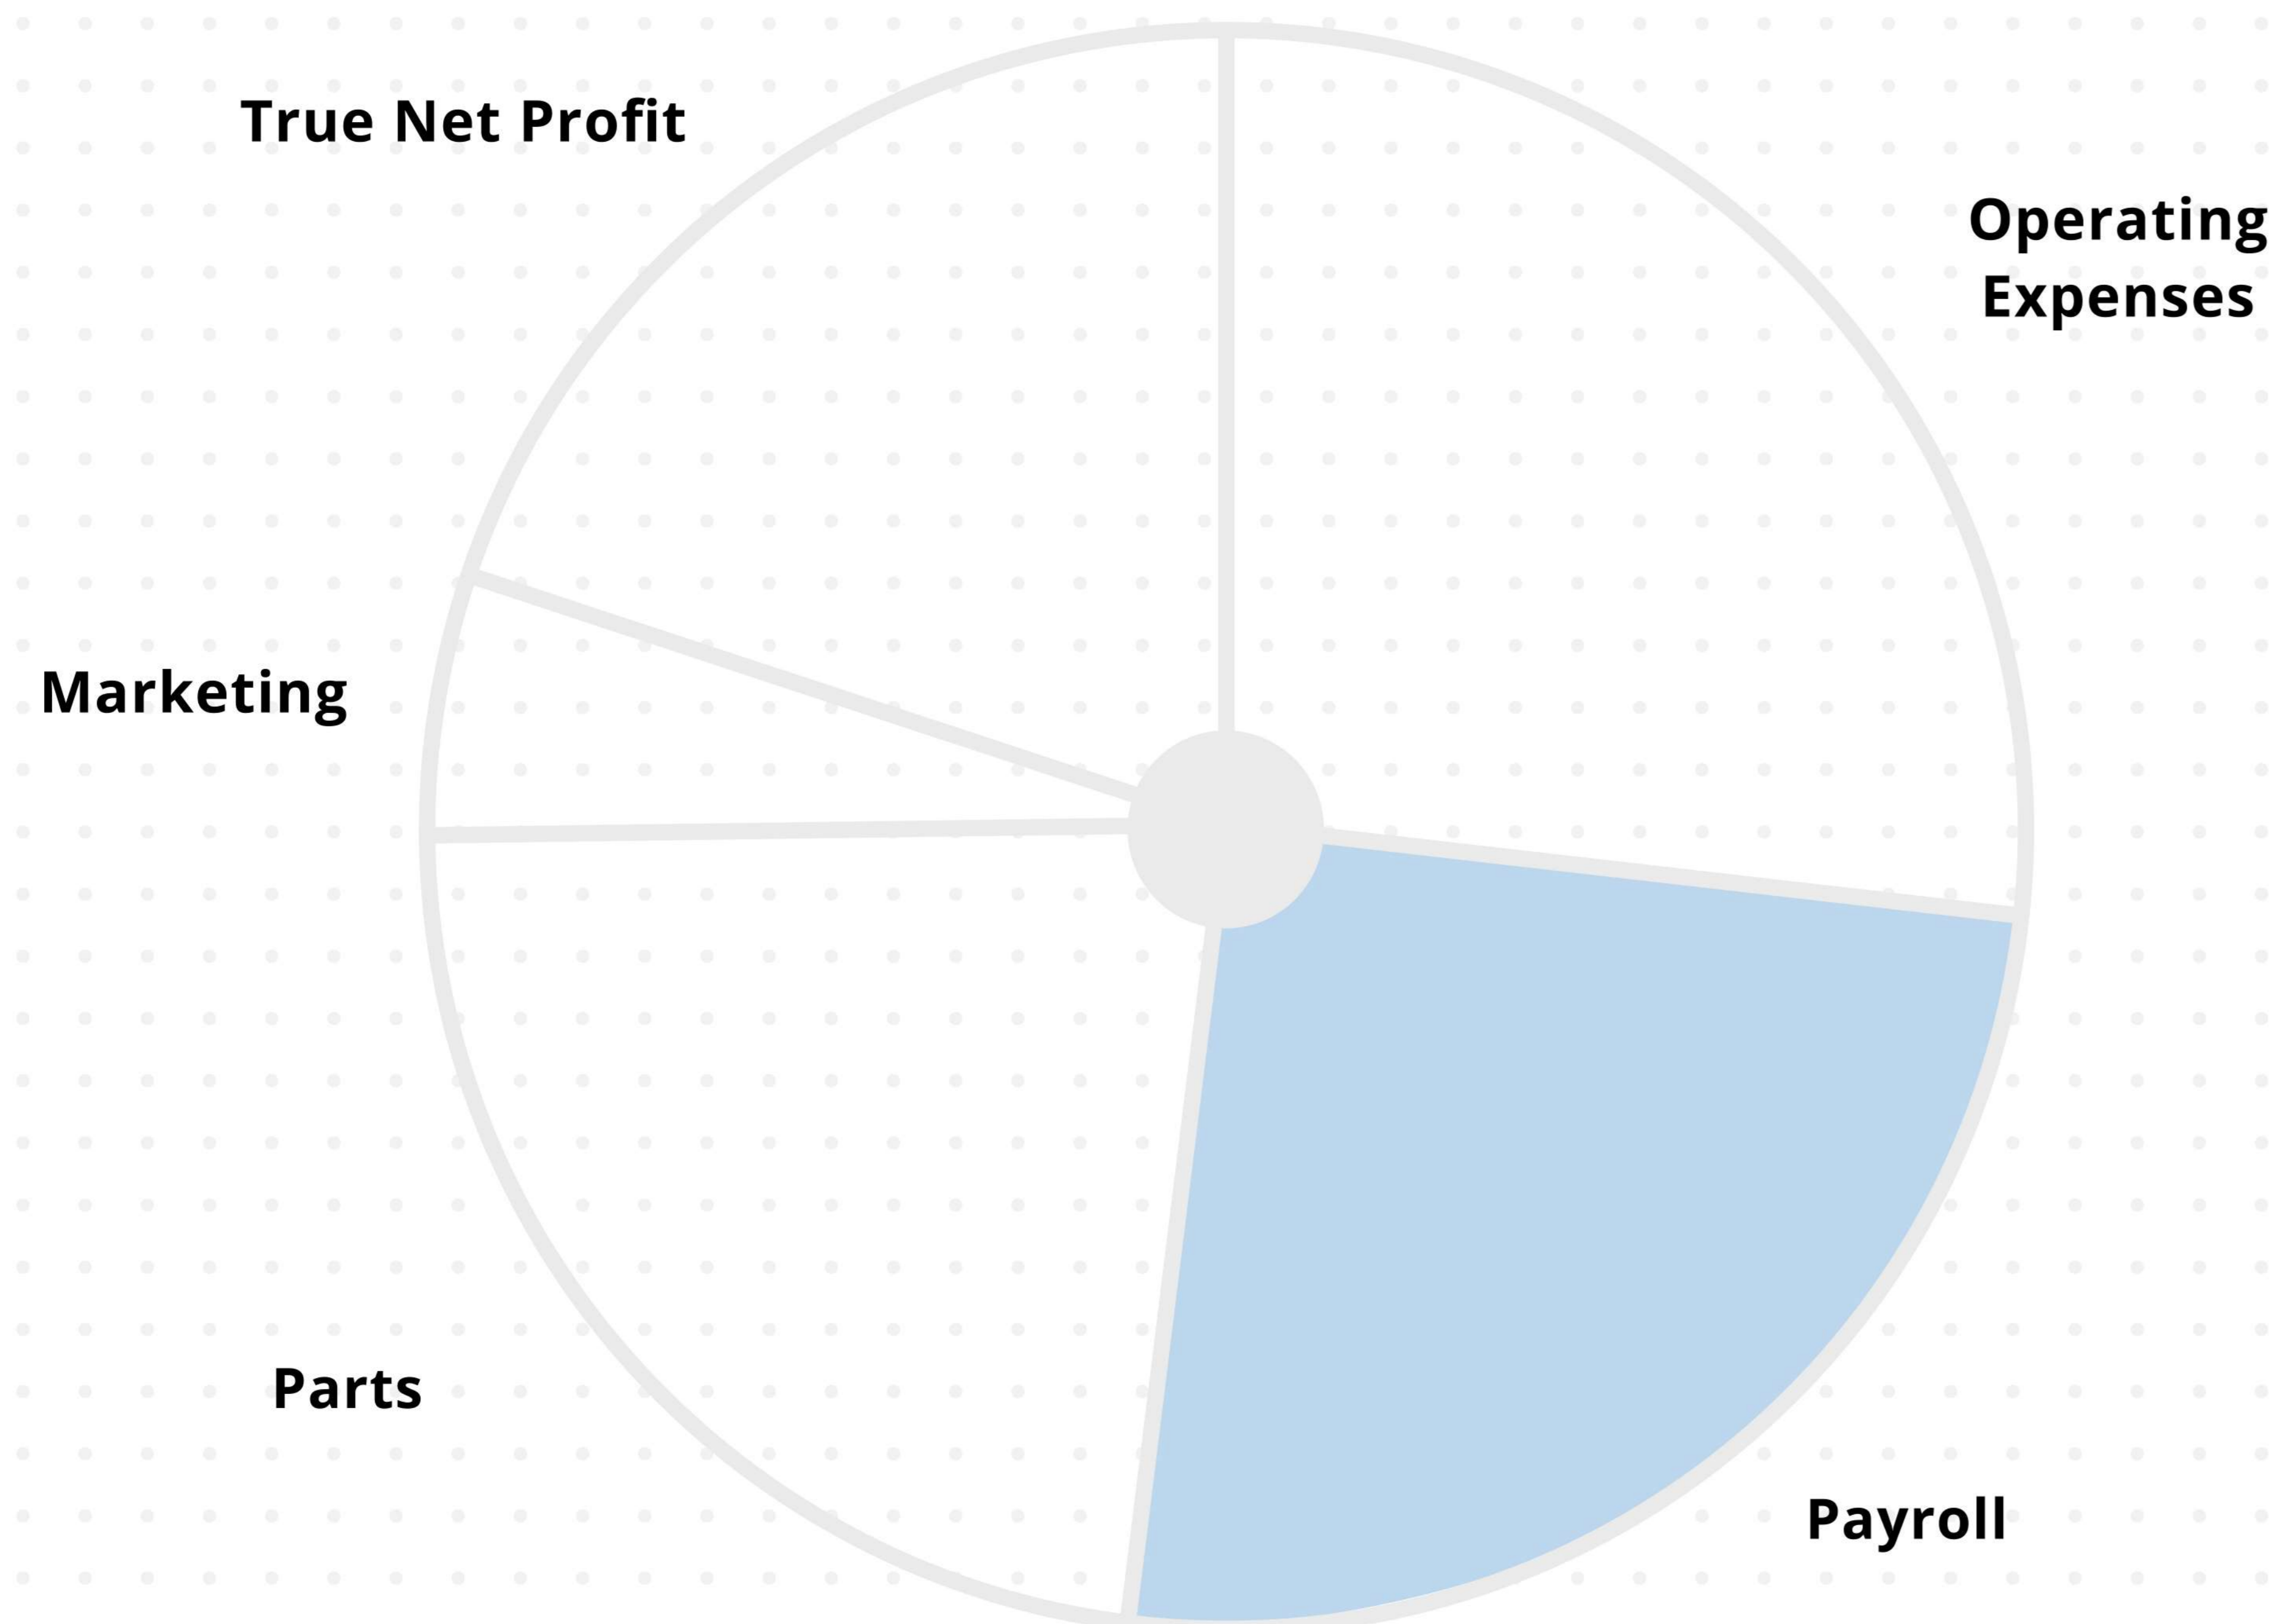 True Net Profit
Operating
Expenses
Marketing
Parts
Payroll